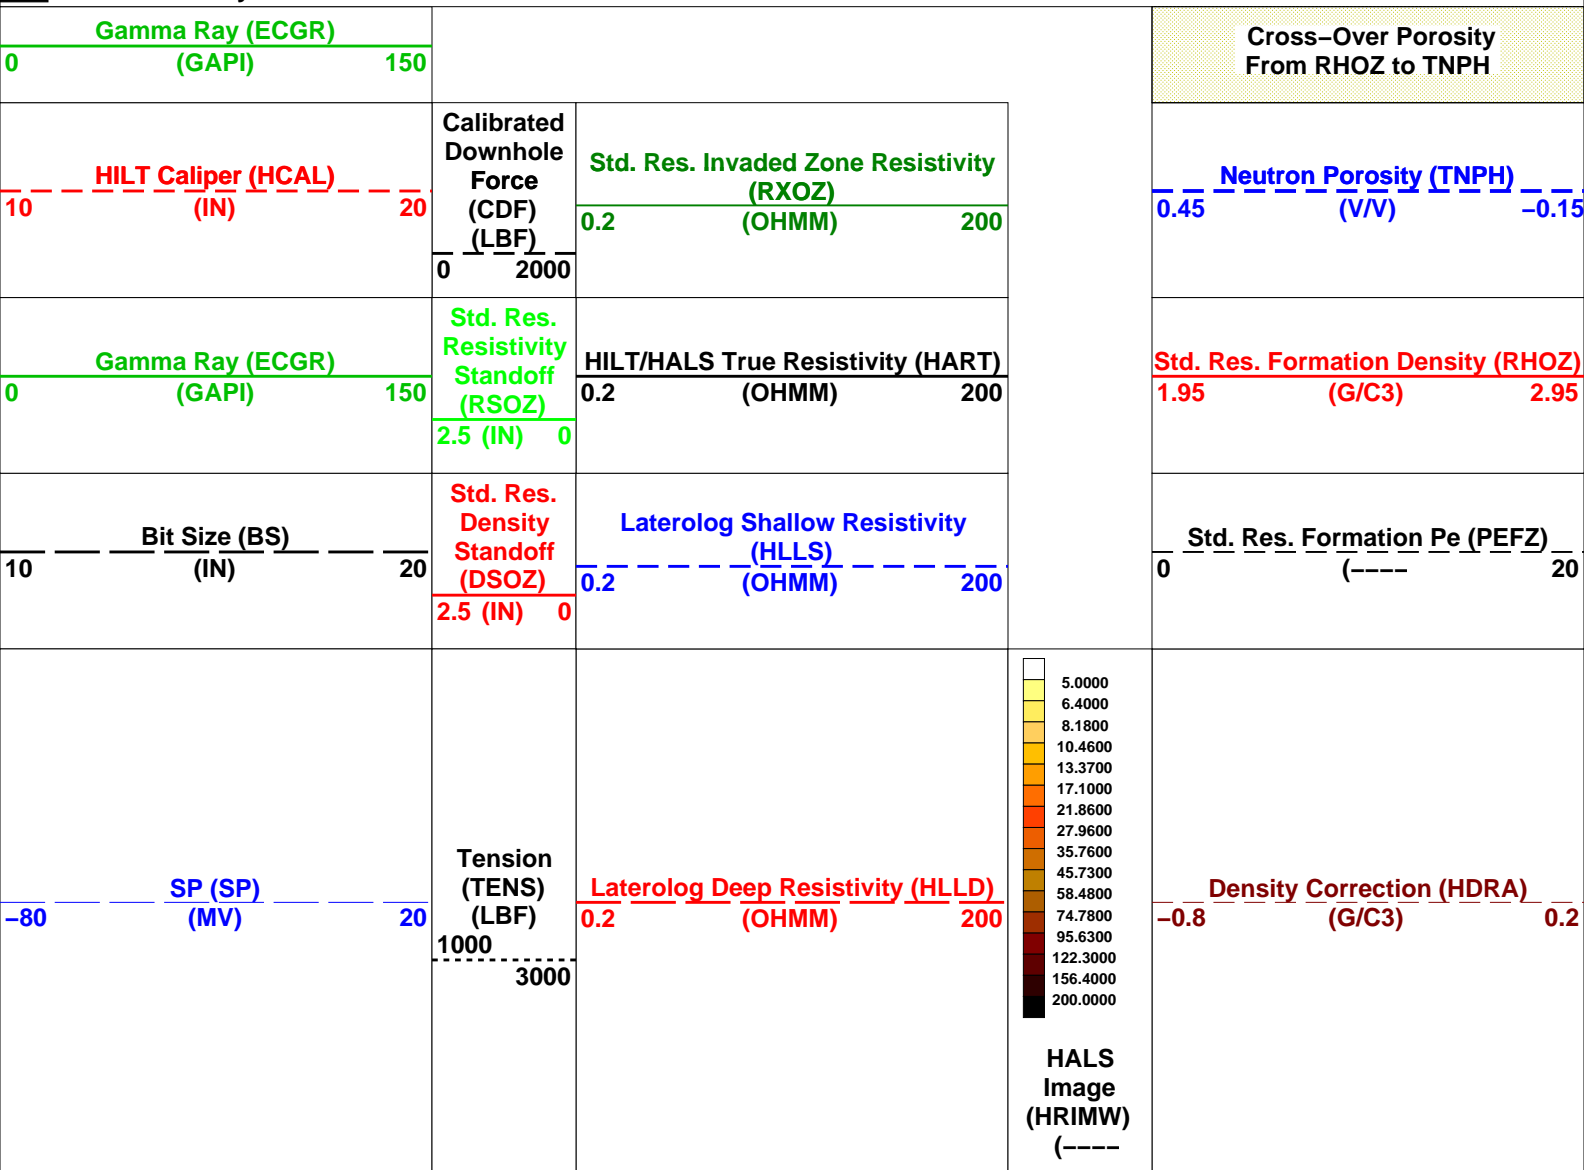 Gamma Ray (ECGR)
0 (GAPI) 150
Cross−Over Porosity
From RHOZ to TNPH
HILT Caliper (HCAL)
10 (IN) 20
Calibrated
Downhole
Force
(CDF)
(LBF)
0 2000
Std. Res. Invaded Zone Resistivity
(RXOZ)
0.2 (OHMM) 200
Neutron Porosity (TNPH)
0.45 (V/V) −0.15
Gamma Ray (ECGR)
0 (GAPI) 150
Std. Res.
Resistivity
Standoff
(RSOZ)
2.5 (IN) 0
HILT/HALS True Resistivity (HART)
0.2 (OHMM) 200
Std. Res. Formation Density (RHOZ)
1.95 (G/C3) 2.95
Bit Size (BS)
10 (IN) 20
Std. Res.
Density
Standoff
(DSOZ)
2.5 (IN) 0
Laterolog Shallow Resistivity
(HLLS)
0.2 (OHMM) 200
Std. Res. Formation Pe (PEFZ)
0 (−−−− 20
SP (SP)
−80 (MV) 20
Tension
(TENS)
(LBF)
1000
3000
Laterolog Deep Resistivity (HLLD)
0.2 (OHMM) 200
5.0000
6.4000
8.1800
10.4600
13.3700
17.1000
21.8600
27.9600
35.7600
45.7300
58.4800
74.7800
95.6300
122.3000
156.4000
200.0000
HALS
Image
(HRIMW)
(−−−−
Density Correction (HDRA)
−0.8 (G/C3) 0.2